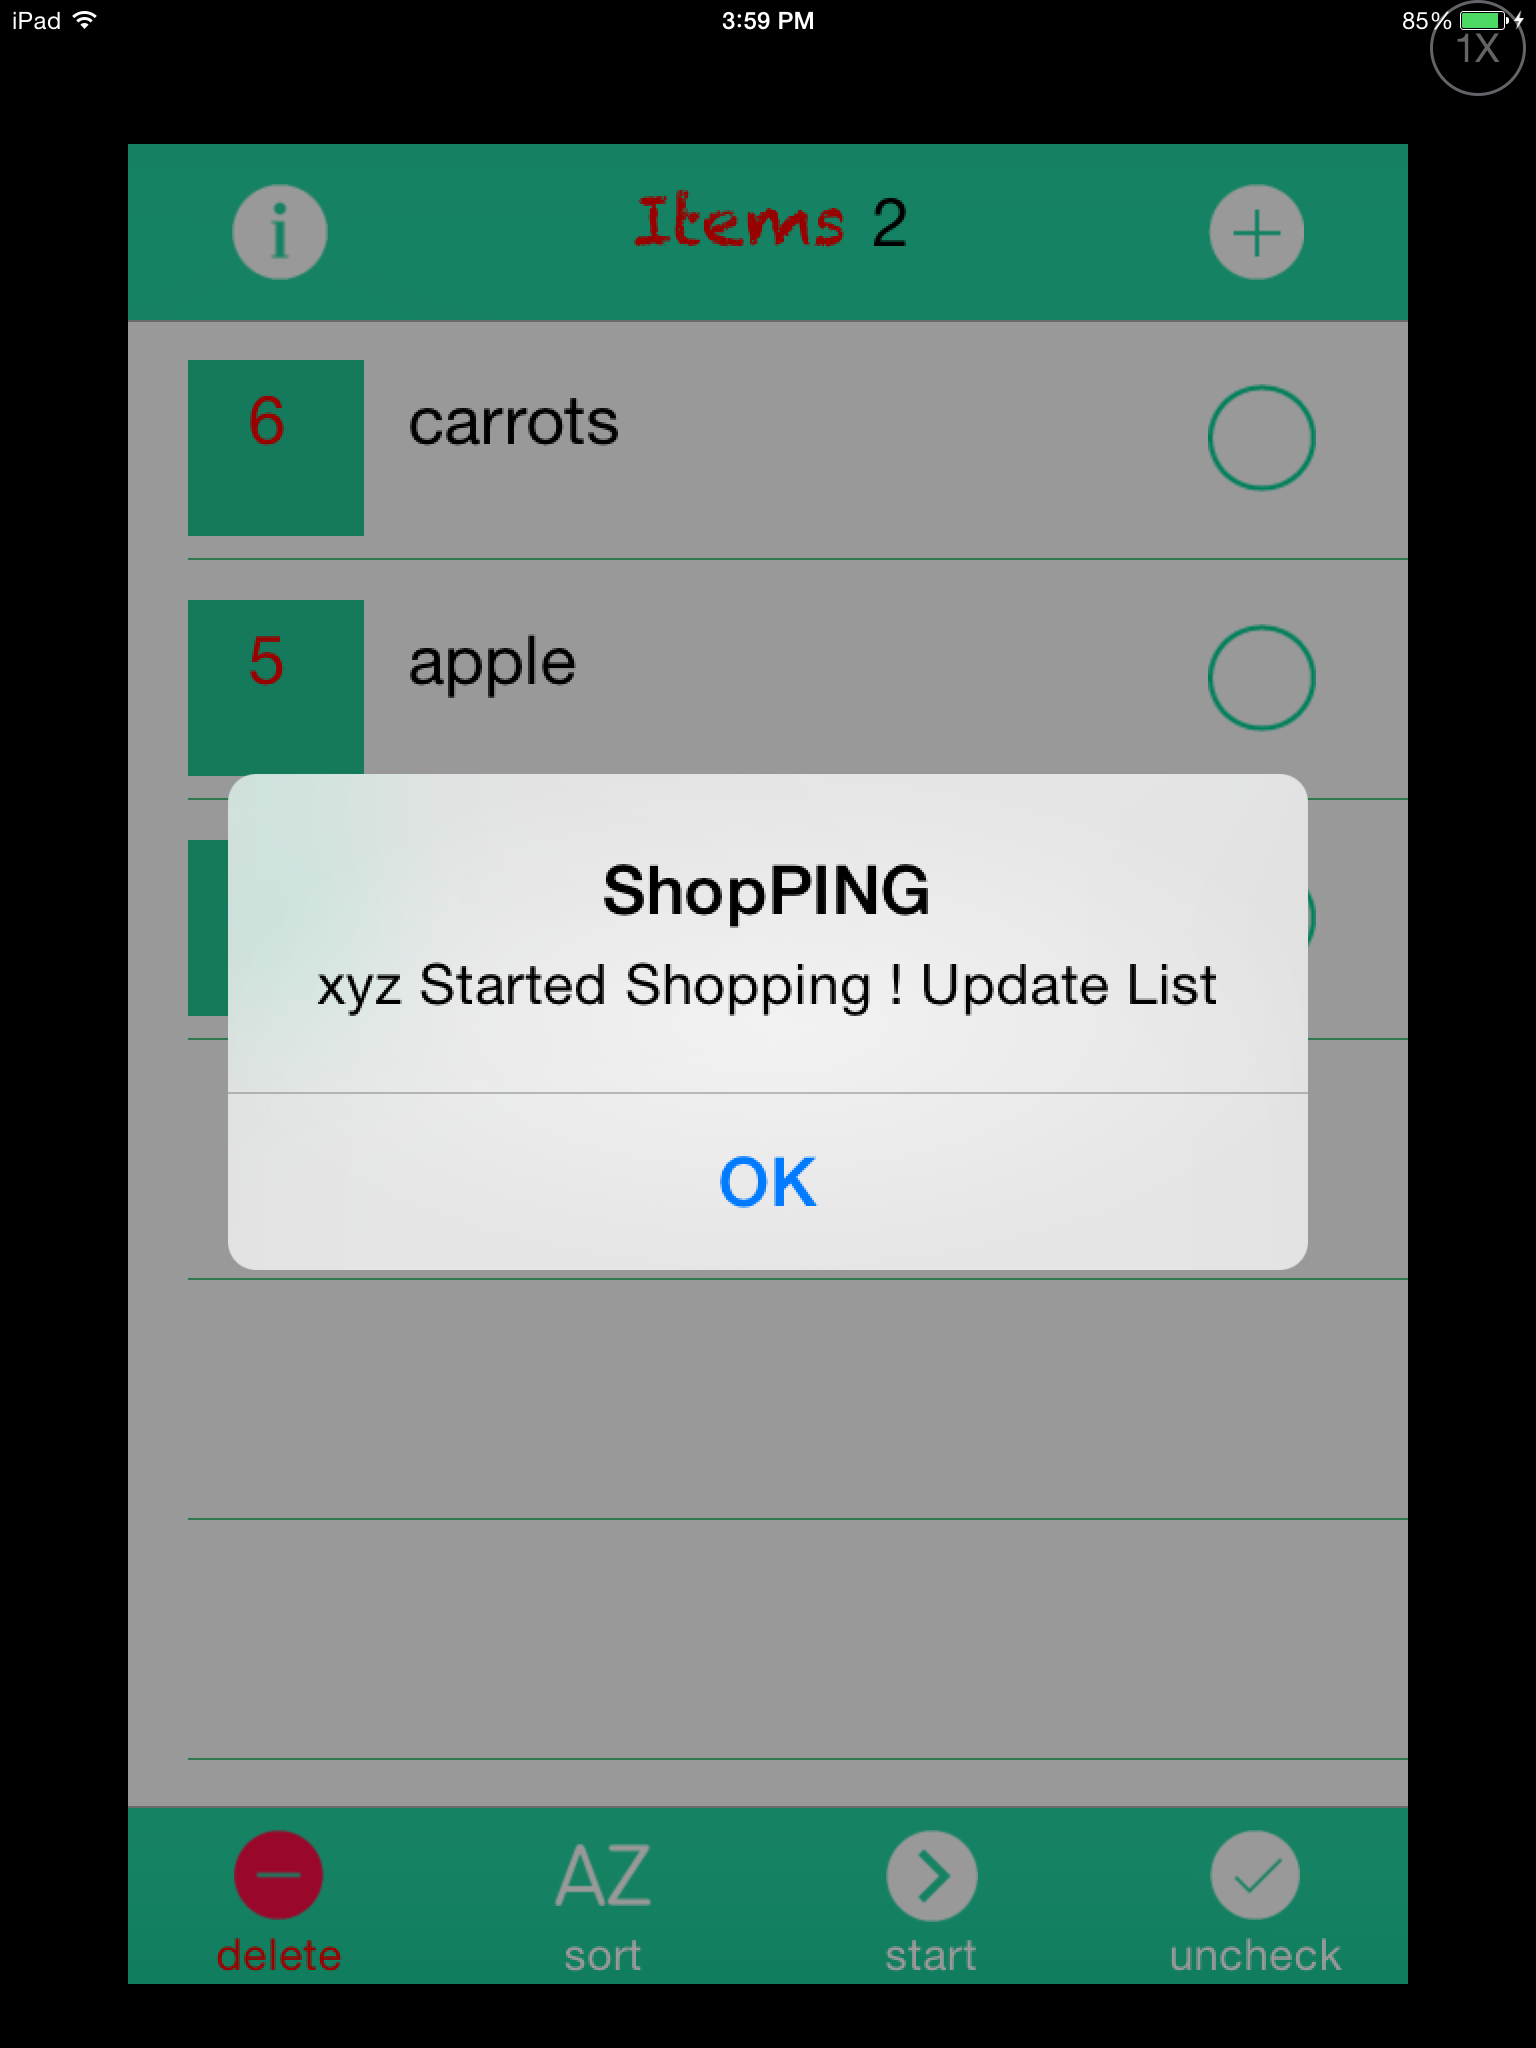 iPad 3:59 PM 85%
1X
i Items 2
6 carrots
5 apple
ShopPING
xyz Started Shopping ! Update List
OK
AZ
delete sort start uncheck